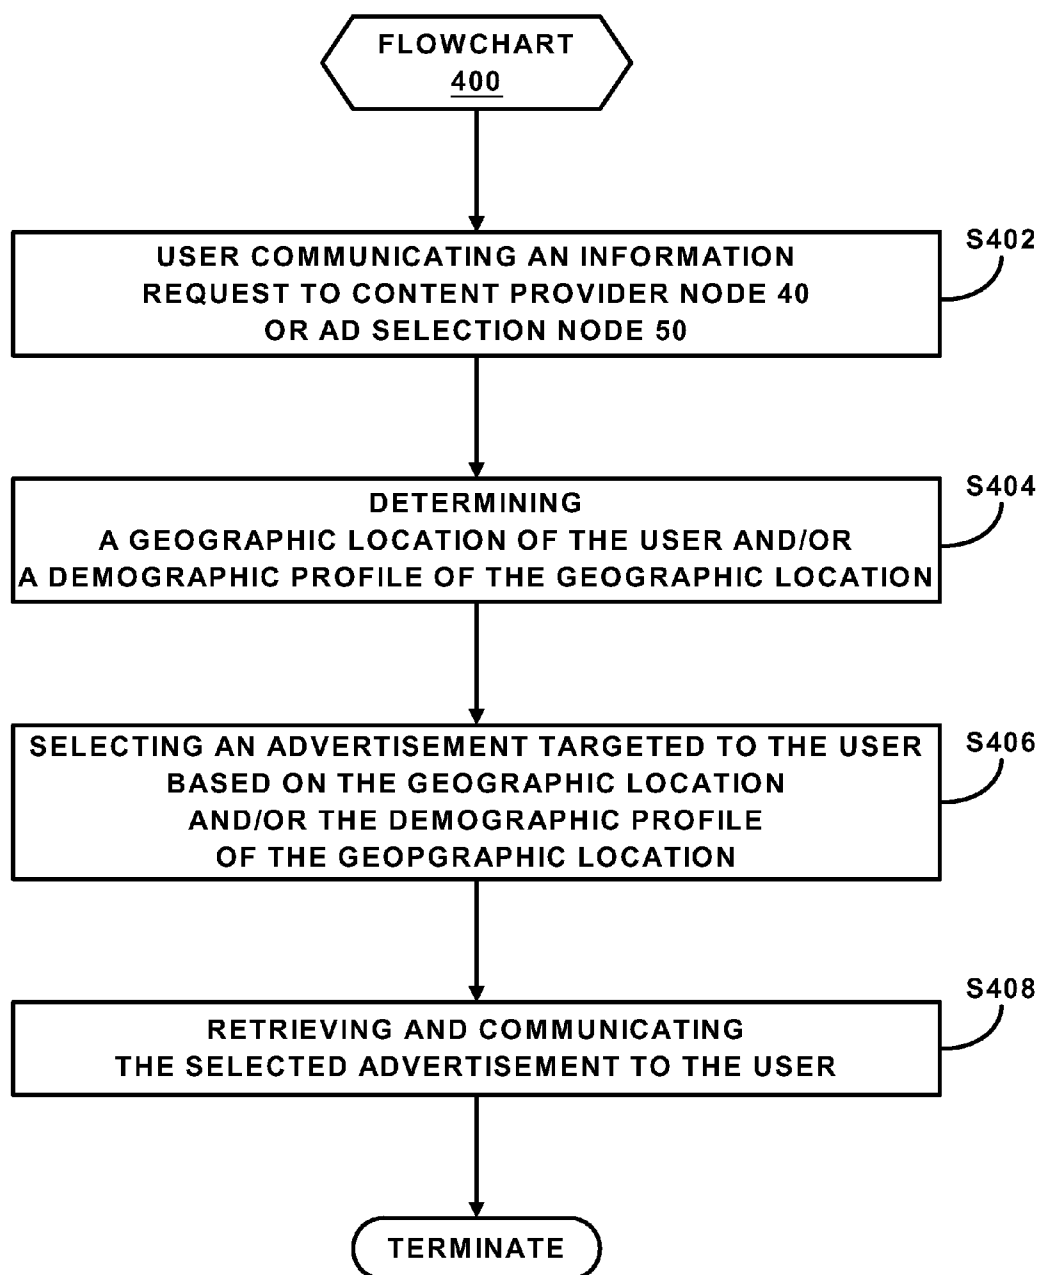 FLOWCHART
400
USER COMMUNICATING AN INFORMATION
REQUEST TO CONTENT PROVIDER NODE 40
OR AD SELECTION NODE 50
S402
DETERMINING
A GEOGRAPHIC LOCATION OF THE USER AND/OR
A DEMOGRAPHIC PROFILE OF THE GEOGRAPHIC LOCATION
S404
SELECTING AN ADVERTISEMENT TARGETED TO THE USER
BASED ON THE GEOGRAPHIC LOCATION
AND/OR THE DEMOGRAPHIC PROFILE
OF THE GEOPGRAPHIC LOCATION
S406
RETRIEVING AND COMMUNICATING
THE SELECTED ADVERTISEMENT TO THE USER
S408
TERMINATE